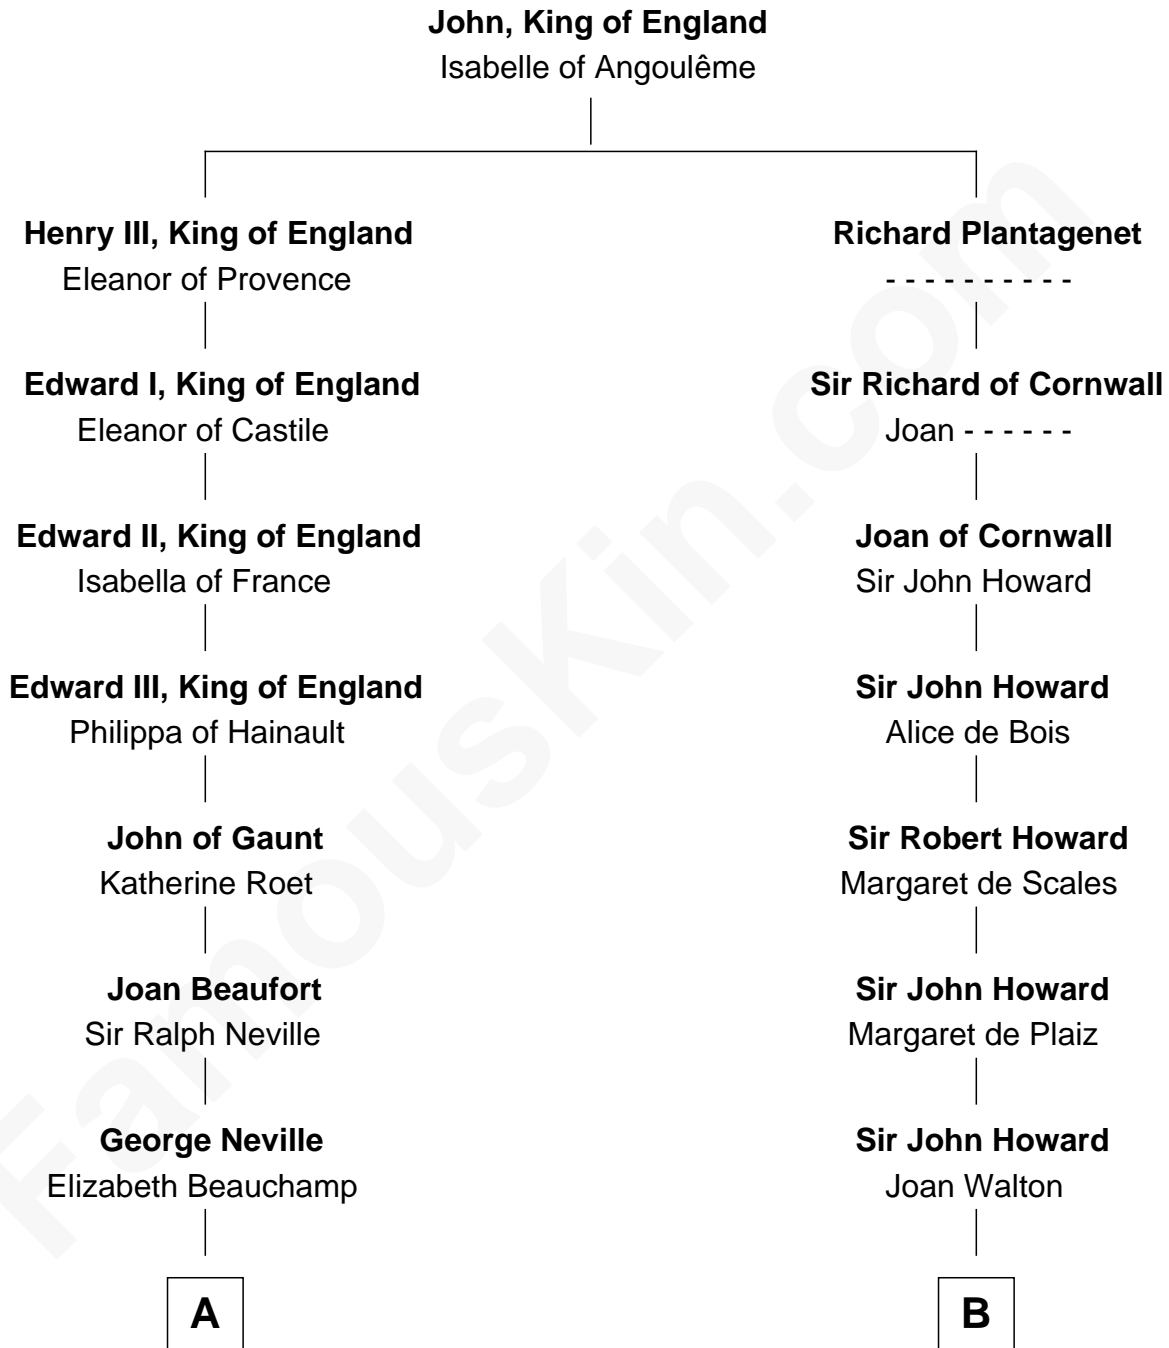 John, King of England
Isabelle of Angoulême
Henry III, King of England
Eleanor of Provence
Edward I, King of England
Eleanor of Castile
Edward II, King of England
Isabella of France
Edward III, King of England
Philippa of Hainault
John of Gaunt
Katherine Roet
Joan Beaufort
Sir Ralph Neville
George Neville
Elizabeth Beauchamp
A
Richard Plantagenet
- - - - - - - - - -
Sir Richard of Cornwall
Joan - - - - - -
Joan of Cornwall
Sir John Howard
Sir John Howard
Alice de Bois
Sir Robert Howard
Margaret de Scales
Sir John Howard
Margaret de Plaiz
Sir John Howard
Joan Walton
B
FamousKin.com